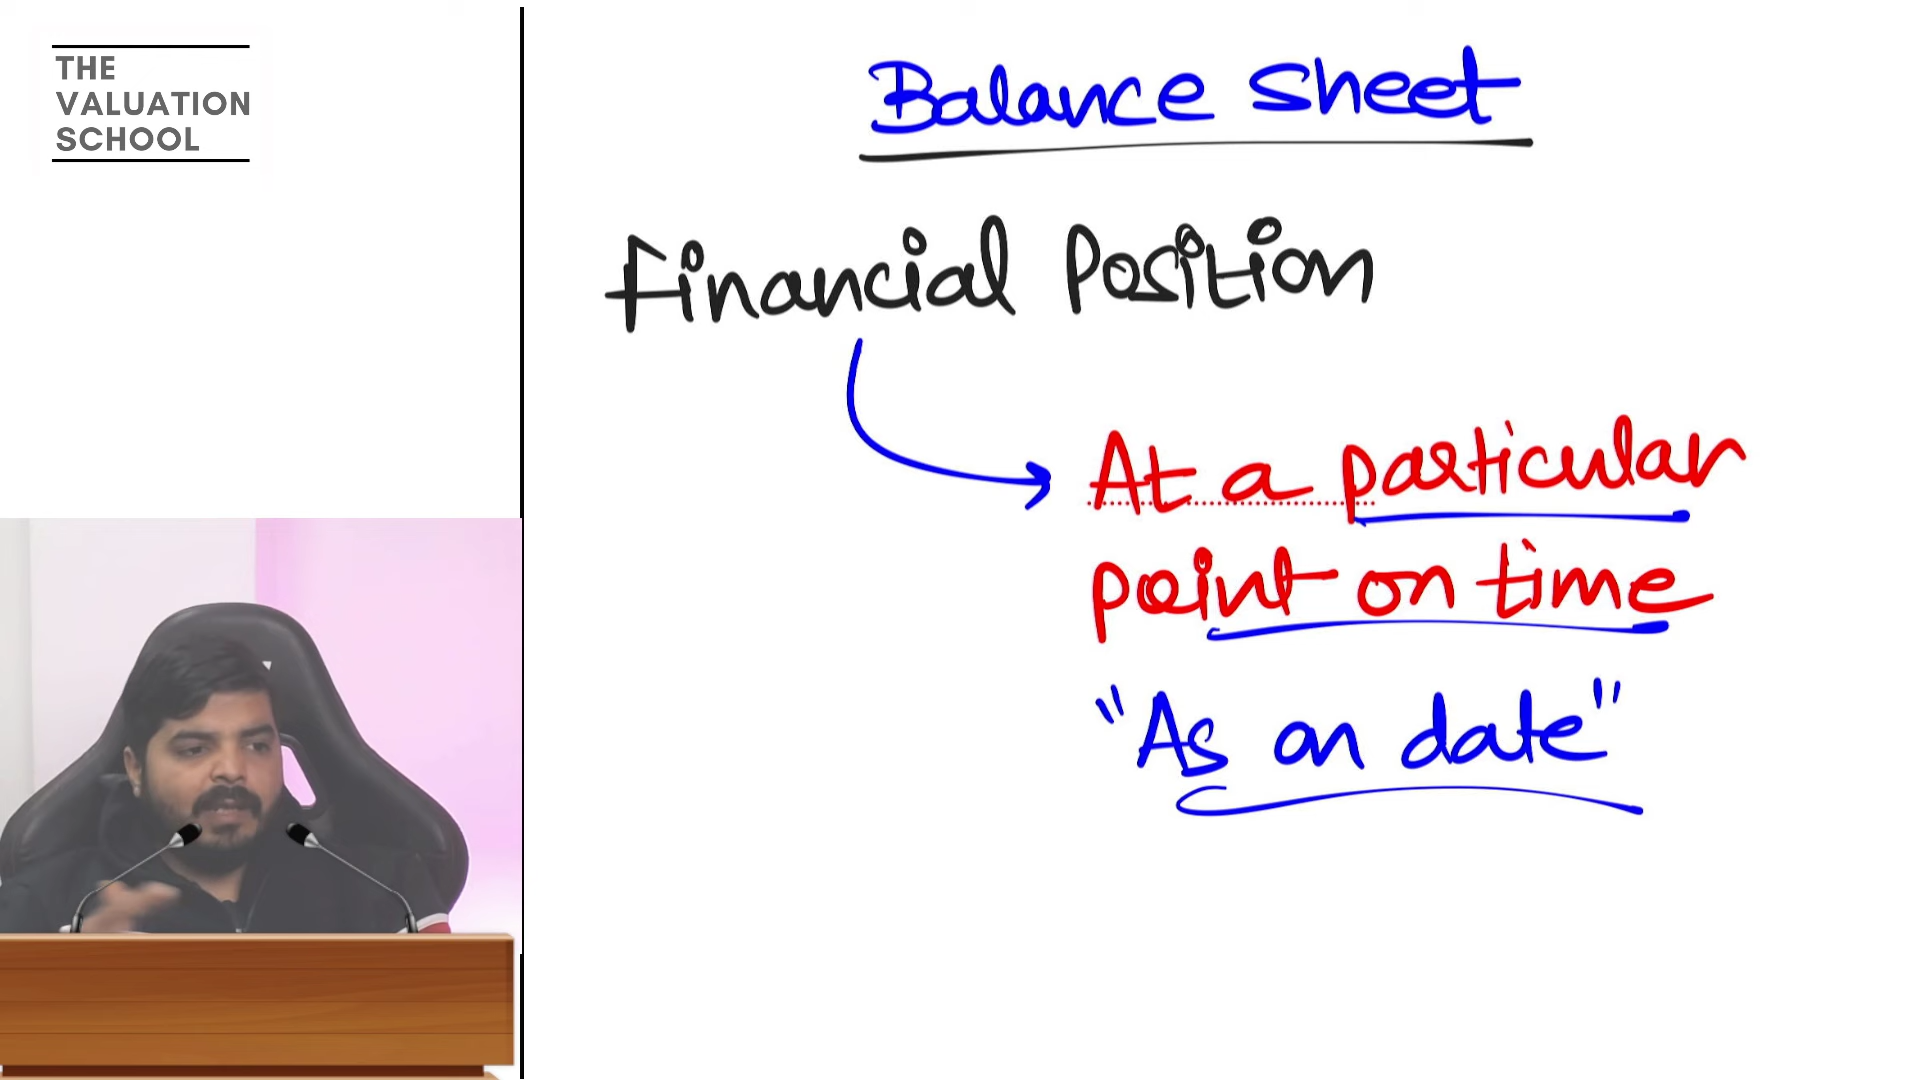 THE
VALUATION
SCHOOL
Balance Sheet
Financial Position
At a particular
point on time
"As on date"